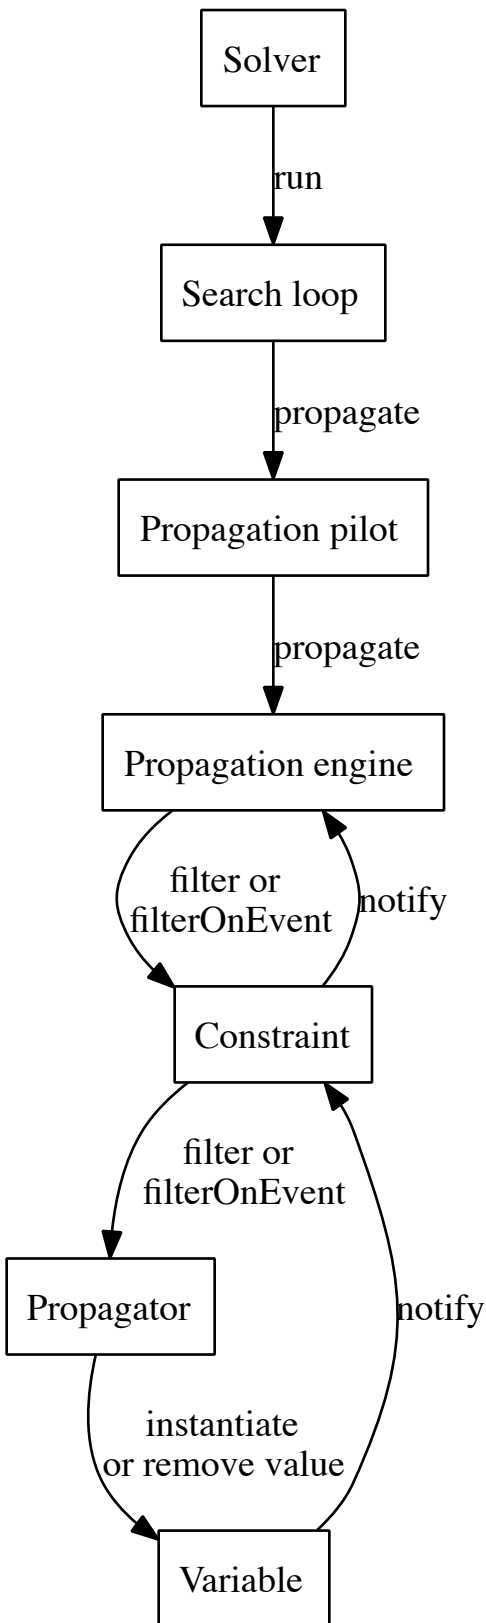 Solver
run
Search loop
propagate
Propagation pilot
propagate
Propagation engine
filter or
filterOnEvent
notify
Constraint
filter or
filterOnEvent
Propagator
notify
instantiate
or remove value
Variable